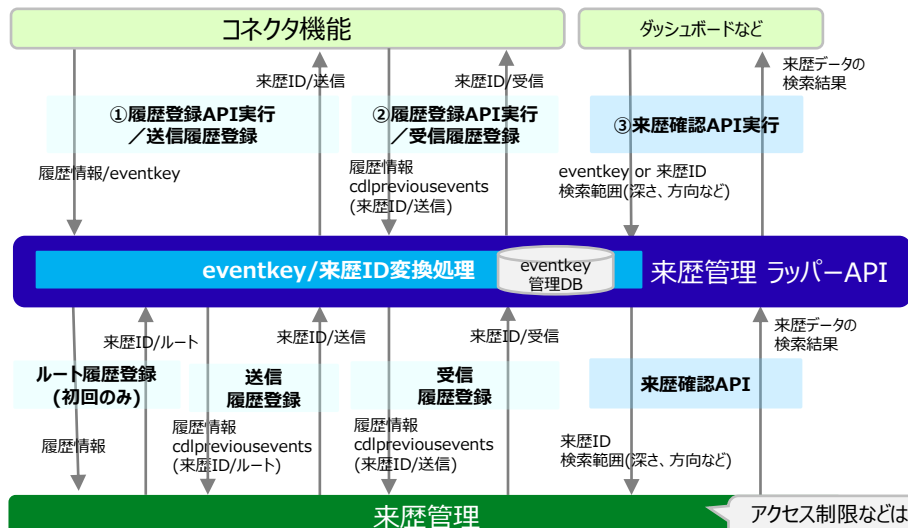 コネクタ機能
ダッシュボードなど
来歴ID/送信
来歴ID/受信
来歴データの
検索結果
①履歴登録API実行
／送信履歴登録
②履歴登録API実行
／受信履歴登録
③来歴確認API実行
履歴情報/eventkey
履歴情報
cdlpreviousevents
(来歴ID/送信)
eventkey or 来歴ID
検索範囲(深さ、方向など)
eventkey/来歴ID変換処理
eventkey
管理DB
来歴管理 ラッパーAPI
来歴ID/ルート
来歴ID/送信
来歴ID/受信
来歴データの
検索結果
ルート履歴登録
(初回のみ)
送信
履歴登録
受信
履歴登録
来歴確認API
履歴情報
履歴情報
cdlpreviousevents
(来歴ID/ルート)
履歴情報
cdlpreviousevents
(来歴ID/送信)
来歴ID
検索範囲(深さ、方向など)
来歴管理
アクセス制限などは